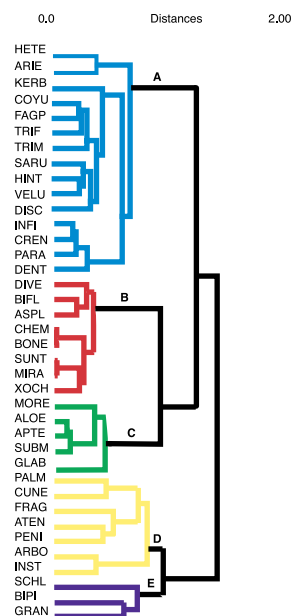 0.0 Distances 2.00
HETE
ARIE
A
KERB
COYU
FAGP
TRIF
TRIM
SARU
HINT
VELU
DISC
INFI
CREN
PARA
DENT
DIVE
B
BIFL
ASPL
CHEM
BONE
SUNT
MIRA
XOCH
MORE
ALOE
APTE
C
SUBM
GLAB
PALM
CUNE
FRAG
ATEN
PENI
D
ARBO
INST
SCHL
E
BIPI
GRAN